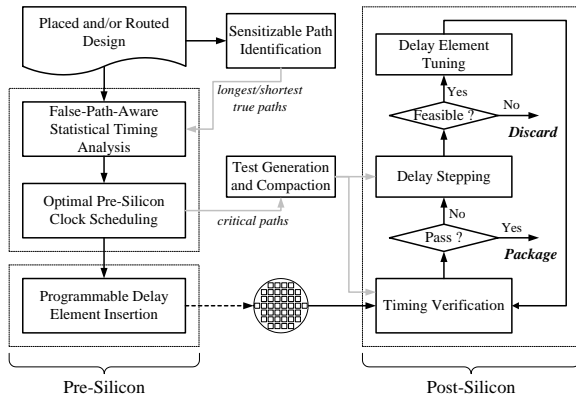 Placed and/or Routed
Design
Sensitizable Path
Identification
longest/shortest
true paths
False-Path-Aware
Statistical Timing
Analysis
Optimal Pre-Silicon
Clock Scheduling
critical paths
Test Generation
and Compaction
Programmable Delay
Element Insertion
Pre-Silicon
Delay Element
Tuning
Yes
Feasible ?
No
Discard
Delay Stepping
No
Pass ?
Yes
Package
Timing Verification
Post-Silicon